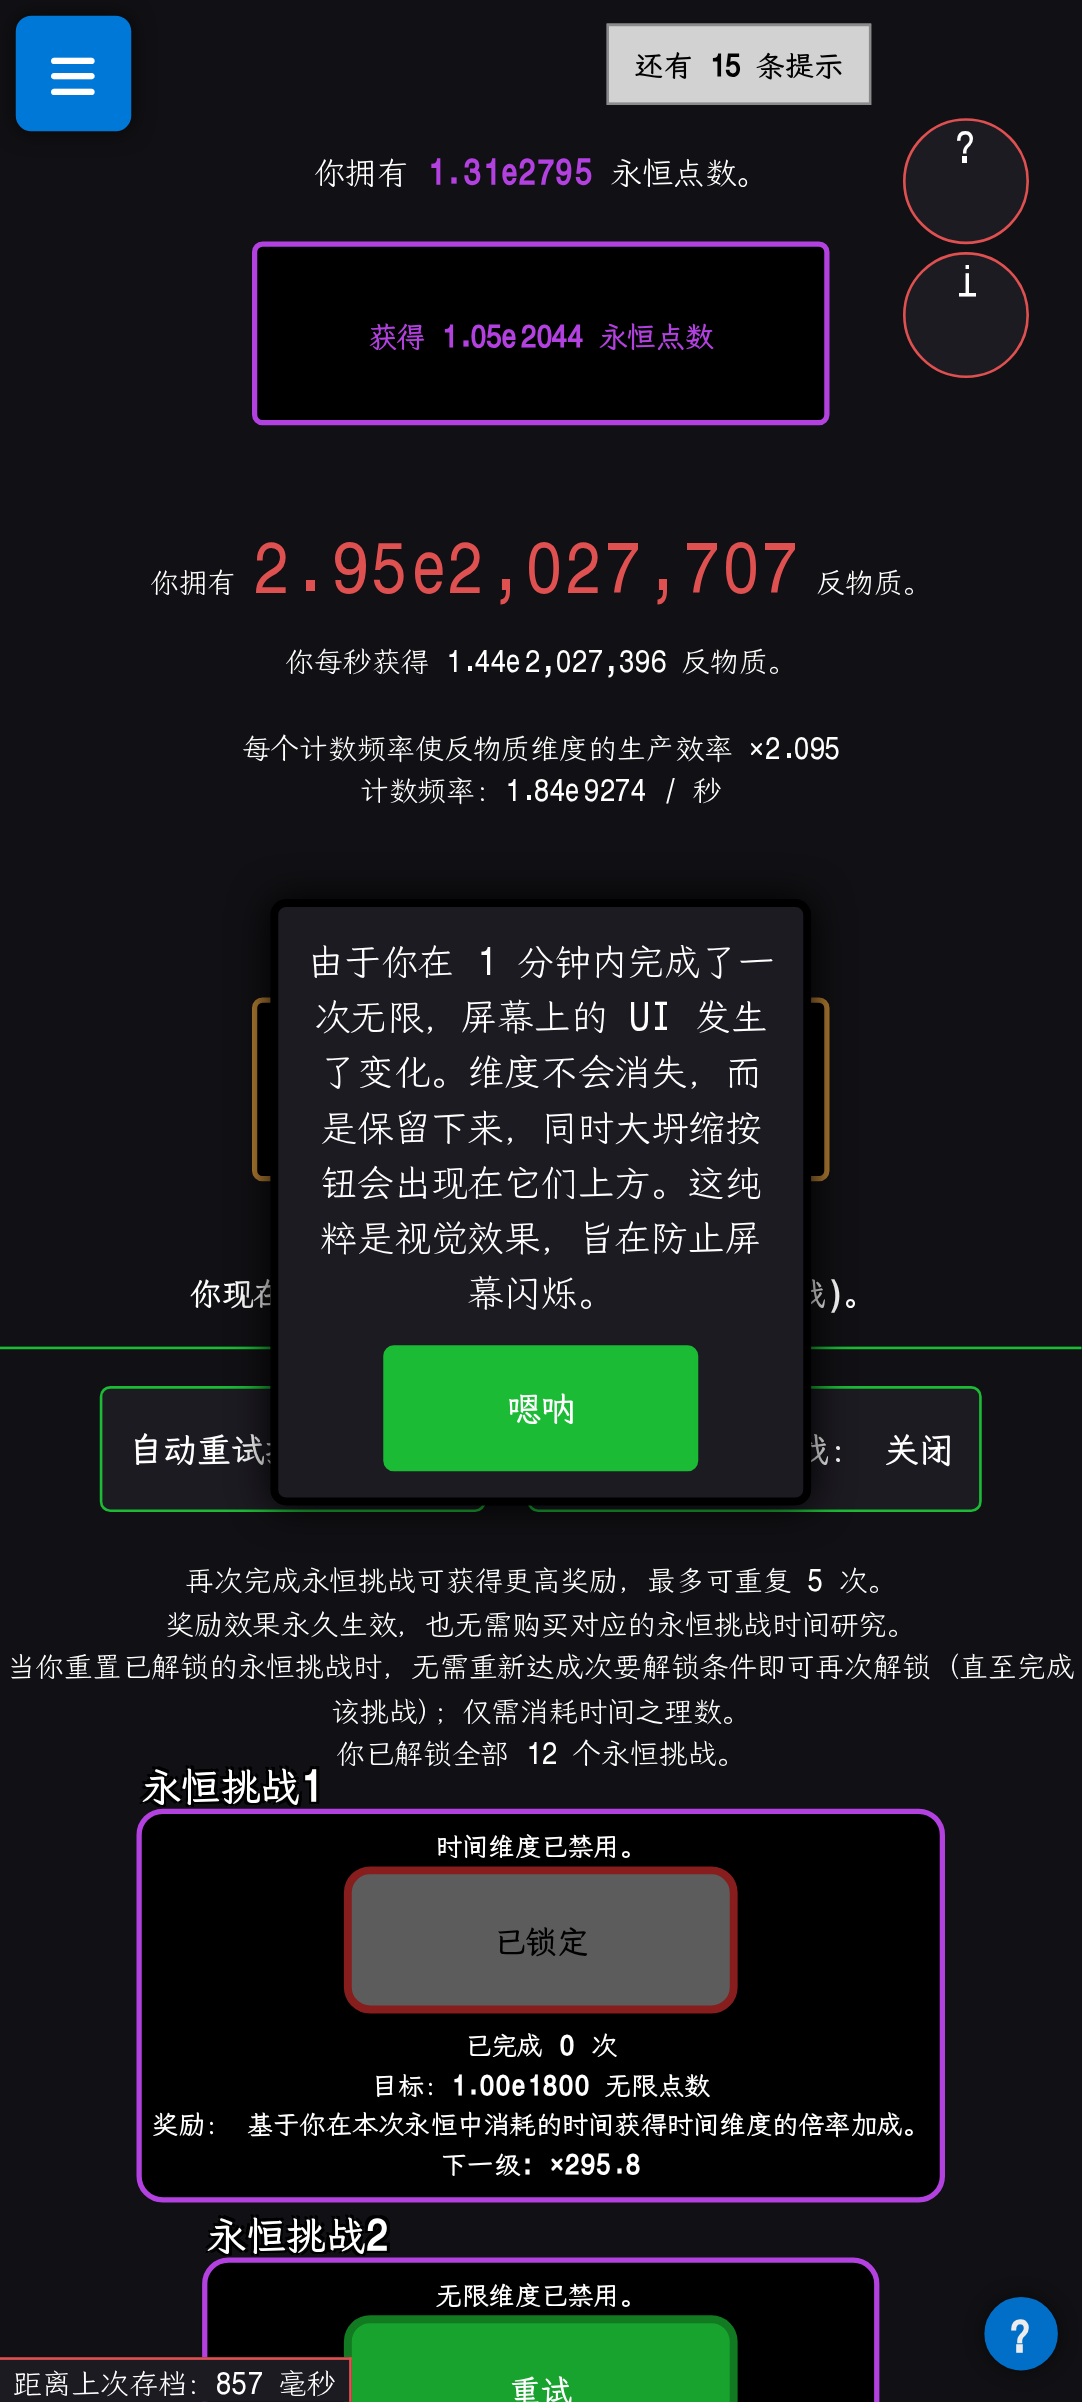 还有 15 条提示
你拥有 1.31e2795 永恒点数。
?
i
获得 1.05e2044 永恒点数
你拥有 2.95e2,027,707 反物质。
你每秒获得 1.44e2,027,396 反物质。
每个计数频率使反物质维度的生产效率 ×2.095
计数频率：1.84e9274 / 秒
由于你在 1 分钟内完成了一
次无限，屏幕上的 UI 发生
了变化。维度不会消失，而
是保留下来，同时大坍缩按
钮会出现在它们上方。这纯
粹是视觉效果，旨在防止屏
幕闪烁。
你现在 )。
嗯呐
自动重试 ： 关闭
再次完成永恒挑战可获得更高奖励，最多可重复 5 次。
奖励效果永久生效，也无需购买对应的永恒挑战时间研究。
当你重置已解锁的永恒挑战时，无需重新达成次要解锁条件即可再次解锁（直至完成
该挑战）；仅需消耗时间之理数。
你已解锁全部 12 个永恒挑战。
永恒挑战1
时间维度已禁用。
已锁定
已完成 0 次
目标：1.00e1800 无限点数
奖励： 基于你在本次永恒中消耗的时间获得时间维度的倍率加成。
下一级：×295.8
永恒挑战2
无限维度已禁用。
重试
?
距离上次存档：857 毫秒